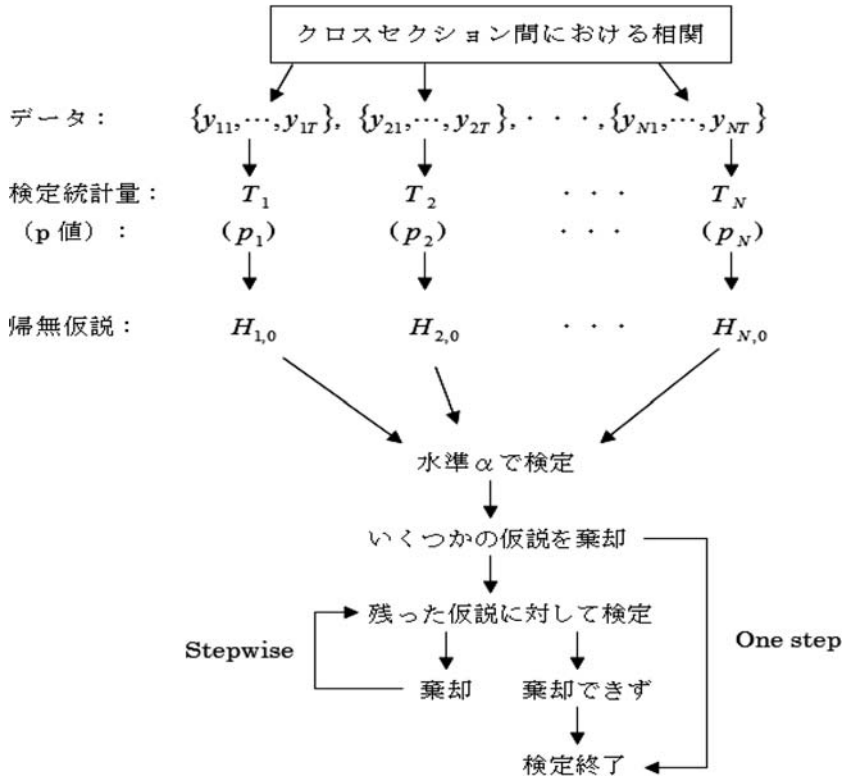 クロスセクション間における相関
データ： {y₁₁,⋯,y₁T}, {y₂₁,⋯,y₂T},・・・,{yN₁,⋯,yNT}
検定統計量： T₁ T₂ ・・・ TN
（p 値）： (p₁) (p₂) ・・・ (pN)
帰無仮説： H₁,₀ H₂,₀ ・・・ HN,₀
水準αで検定
いくつかの仮説を棄却
残った仮説に対して検定
Stepwise
One step
棄却 棄却できず
検定終了